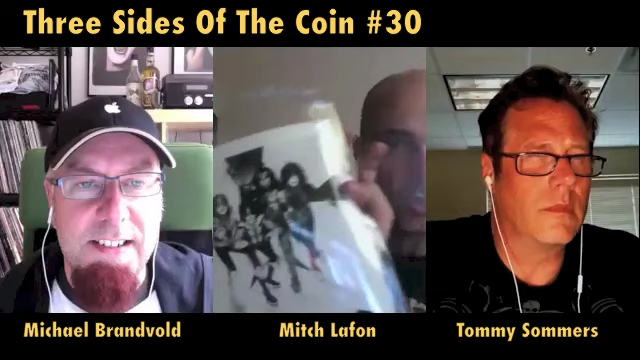 Three Sides Of The Coin #30
Michael Brandvold
Mitch Lafon
Tommy Sommers